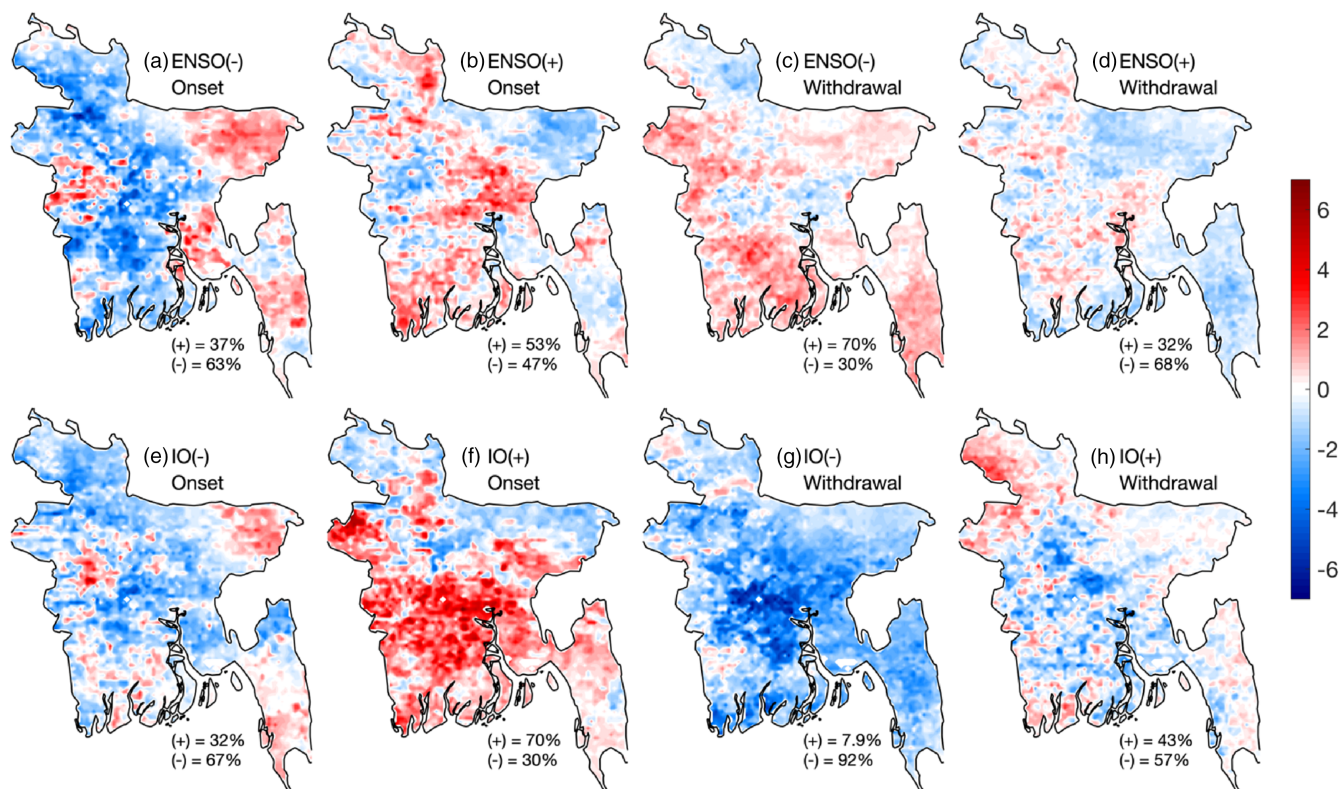 (a) ENSO(-)
Onset
(+) = 37%
(-) = 63%
(b) ENSO(+)
Onset
(+) = 53%
(-) = 47%
(c) ENSO(-)
Withdrawal
(+) = 70%
(-) = 30%
(d) ENSO(+)
Withdrawal
(+) = 32%
(-) = 68%
(e) IO(-)
Onset
(+) = 32%
(-) = 67%
(f) IO(+)
Onset
(+) = 70%
(-) = 30%
(g) IO(-)
Withdrawal
(+) = 7.9%
(-) = 92%
(h) IO(+)
Withdrawal
(+) = 43%
(-) = 57%
6
4
2
0
-2
-4
-6